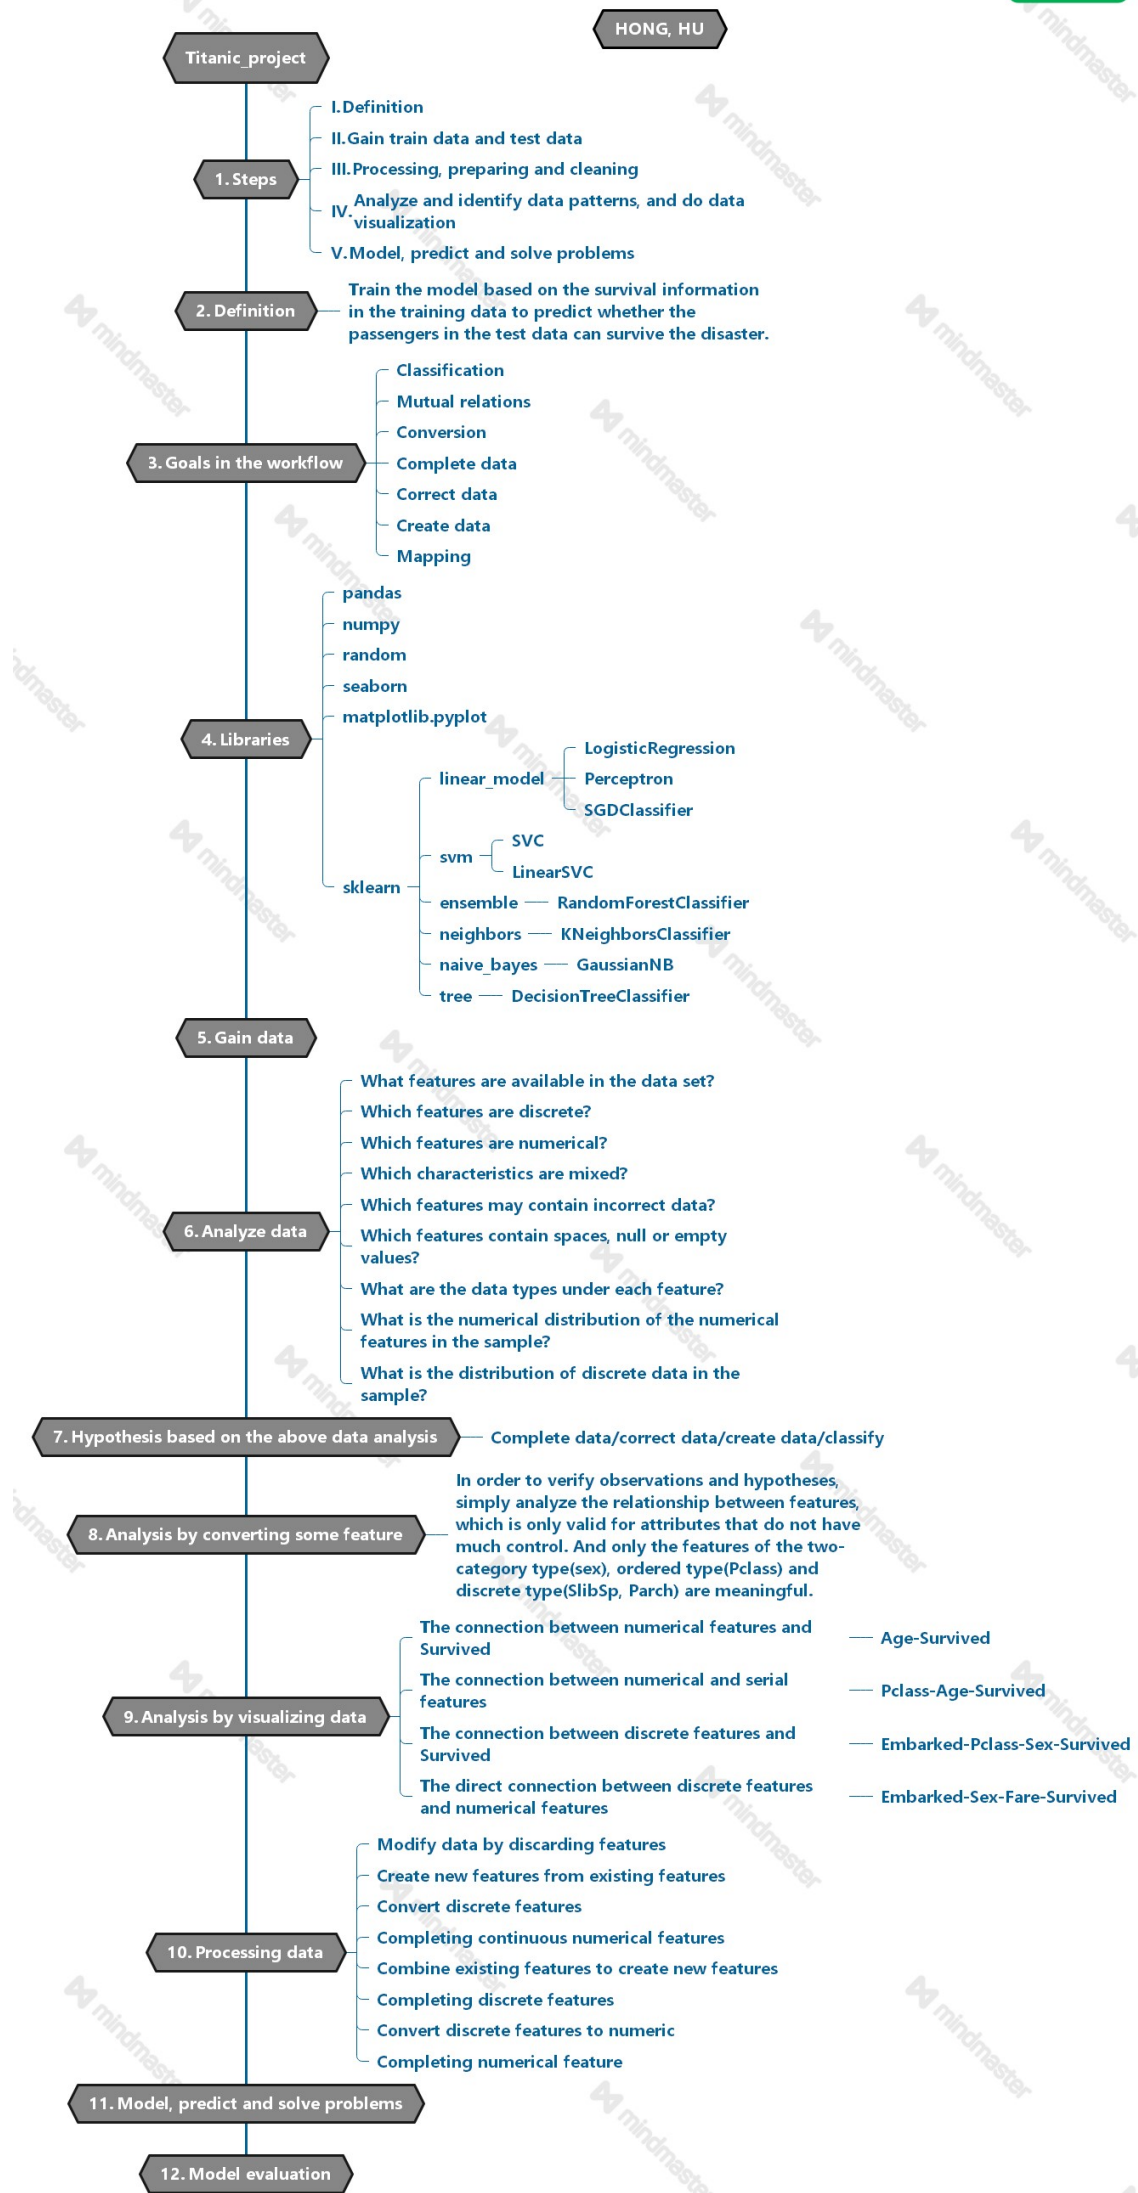 HONG, HU
Titanic_project
1. Steps
I. Definition
II. Gain train data and test data
III. Processing, preparing and cleaning
IV. Analyze and identify data patterns, and do data
visualization
V. Model, predict and solve problems
2. Definition
Train the model based on the survival information
in the training data to predict whether the
passengers in the test data can survive the disaster.
3. Goals in the workflow
Classification
Mutual relations
Conversion
Complete data
Correct data
Create data
Mapping
4. Libraries
pandas
numpy
random
seaborn
matplotlib.pyplot
sklearn
linear_model
LogisticRegression
Perceptron
SGDClassifier
svm
SVC
LinearSVC
ensemble
RandomForestClassifier
neighbors
KNeighborsClassifier
naive_bayes
GaussianNB
tree
DecisionTreeClassifier
5. Gain data
6. Analyze data
What features are available in the data set?
Which features are discrete?
Which features are numerical?
Which characteristics are mixed?
Which features may contain incorrect data?
Which features contain spaces, null or empty
values?
What are the data types under each feature?
What is the numerical distribution of the numerical
features in the sample?
What is the distribution of discrete data in the
sample?
7. Hypothesis based on the above data analysis
Complete data/correct data/create data/classify
8. Analysis by converting some feature
In order to verify observations and hypotheses,
simply analyze the relationship between features,
which is only valid for attributes that do not have
much control. And only the features of the two-
category type(sex), ordered type(Pclass) and
discrete type(SlibSp, Parch) are meaningful.
9. Analysis by visualizing data
The connection between numerical features and
Survived
Age-Survived
The connection between numerical and serial
features
Pclass-Age-Survived
The connection between discrete features and
Survived
Embarked-Pclass-Sex-Survived
The direct connection between discrete features
and numerical features
Embarked-Sex-Fare-Survived
10. Processing data
Modify data by discarding features
Create new features from existing features
Convert discrete features
Completing continuous numerical features
Combine existing features to create new features
Completing discrete features
Convert discrete features to numeric
Completing numerical feature
11. Model, predict and solve problems
12. Model evaluation
mindmaster